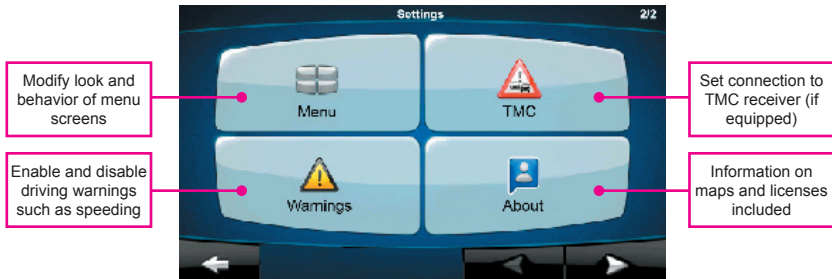 Settings
2/2
Modify look and
behavior of menu
screens
Menu
TMC
Set connection to
TMC receiver (if
equipped)
Enable and disable
driving warnings
such as speeding
Warnings
About
Information on
maps and licenses
included